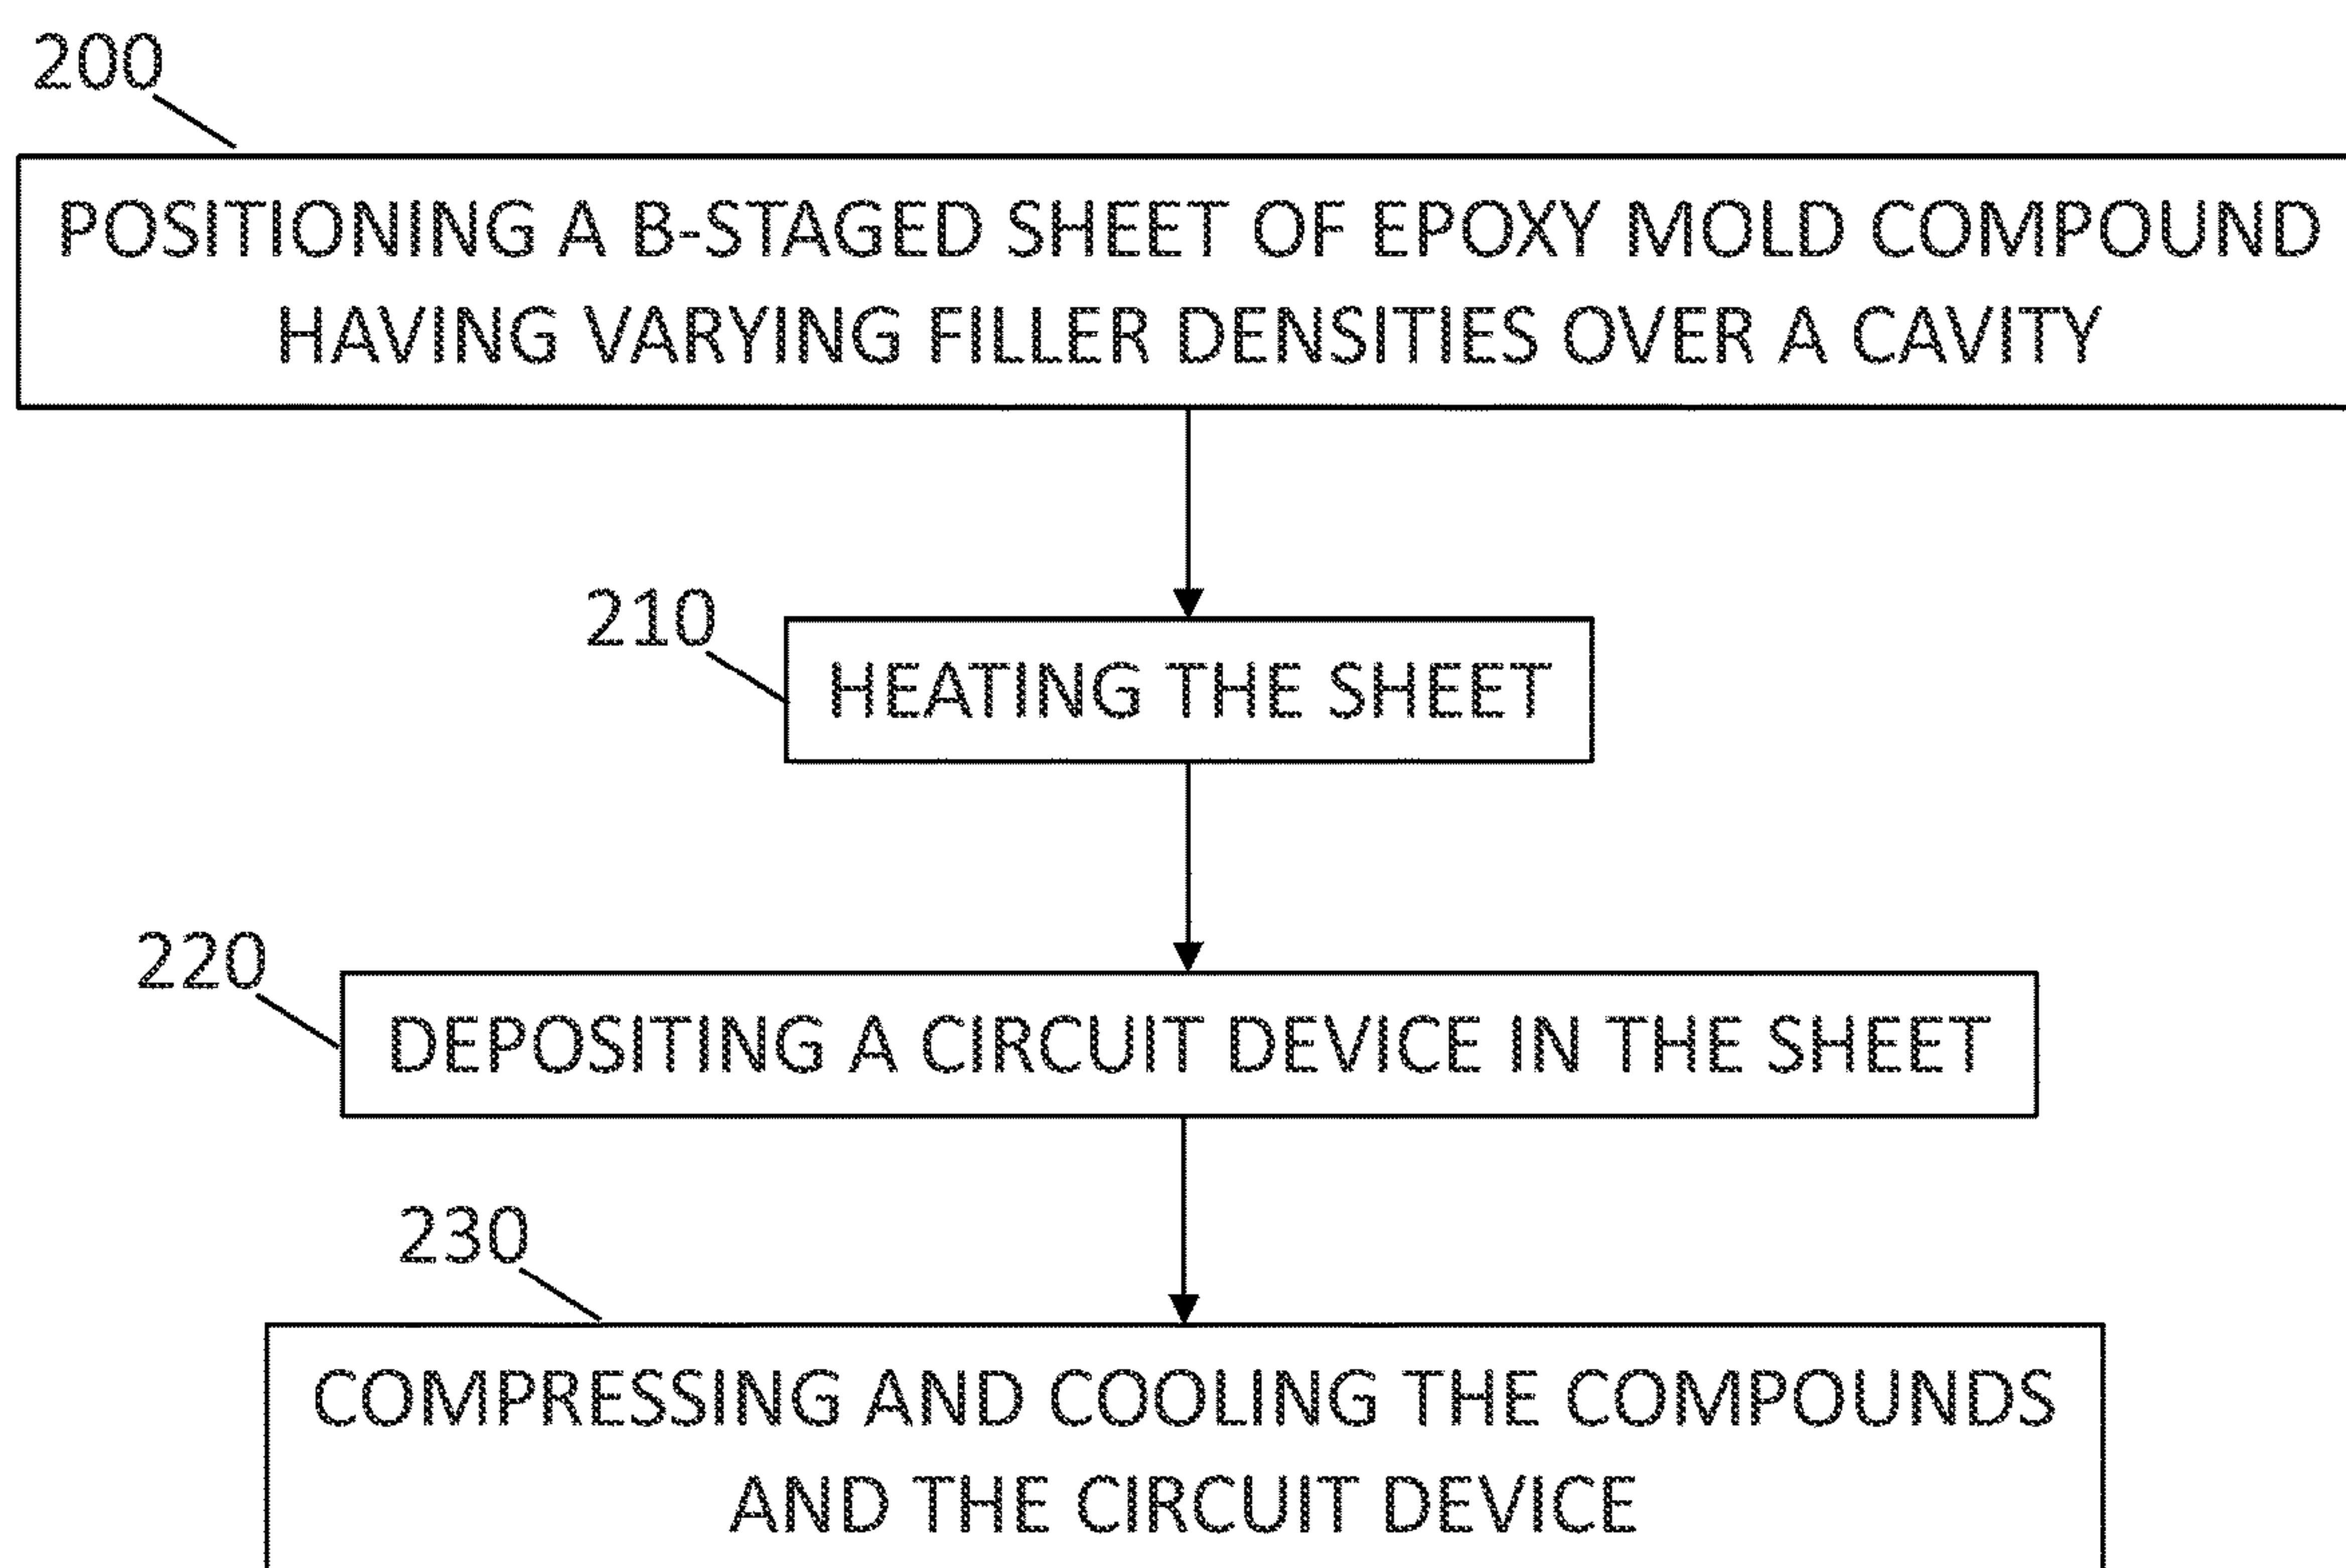 200
POSITIONING A B-STAGED SHEET OF EPOXY MOLD COMPOUND
HAVING VARYING FILLER DENSITIES OVER A CAVITY
210
HEATING THE SHEET
220
DEPOSITING A CIRCUIT DEVICE IN THE SHEET
230
COMPRESSING AND COOLING THE COMPOUNDS
AND THE CIRCUIT DEVICE